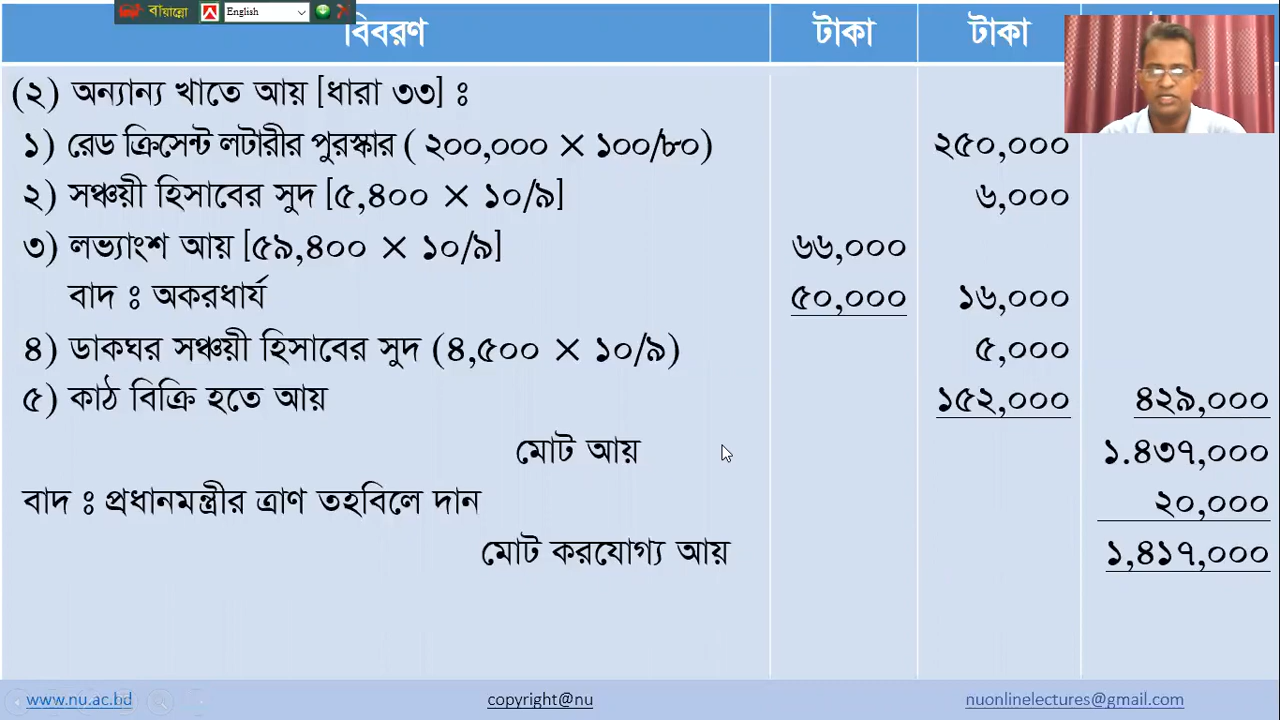 বাংলা English
বিবরণ টাকা টাকা
(২) অন্যান্য খাতে আয় [ধারা ৩৩] ঃ
১) রেড ক্রিসেন্ট লটারীর পুরস্কার ( ২০০,০০০ × ১০০/৮০) ২৫০,০০০
২) সঞ্চয়ী হিসাবের সুদ [৫,৪০০ × ১০/৯] ৬,০০০
৩) লভ্যাংশ আয় [৫৯,৪০০ × ১০/৯] ৬৬,০০০
বাদ ঃ অকরধার্য ৫০,০০০ ১৬,০০০
৪) ডাকঘর সঞ্চয়ী হিসাবের সুদ (৪,৫০০ × ১০/৯) ৫,০০০
৫) কাঠ বিক্রি হতে আয় ১৫২,০০০ ৪২৯,০০০
মোট আয় ১.৪৩৭,০০০
বাদ ঃ প্রধানমন্ত্রীর ত্রাণ তহবিলে দান ২০,০০০
মোট করযোগ্য আয় ১,৪১৭,০০০
www.nu.ac.bd copyright@nu nuonlinelectures@gmail.com